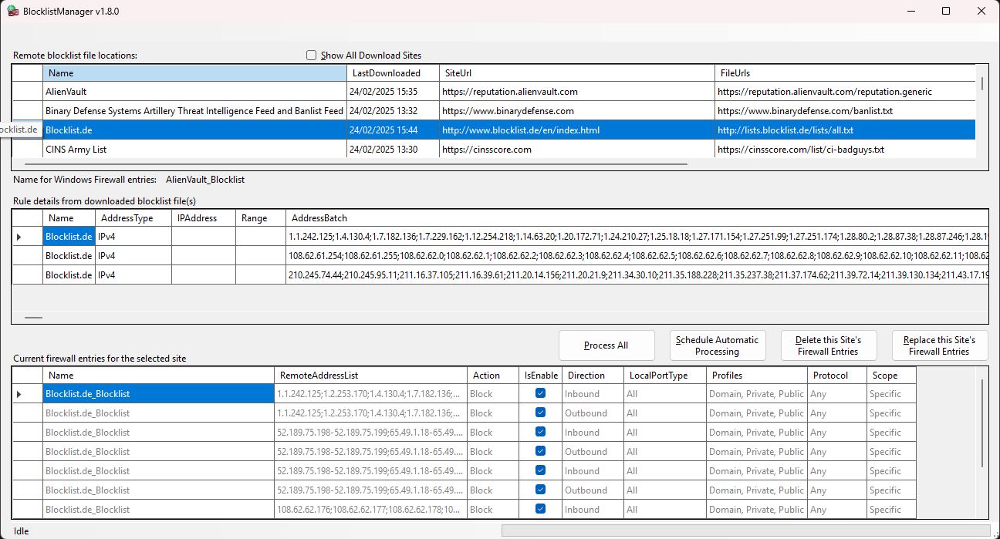 BlocklistManager v1.8.0
Remote blocklist file locations: Show All Download Sites
Name LastDownloaded SiteUrl FileUrls
AlienVault 24/02/2025 15:35 https://reputation.alienvault.com https://reputation.alienvault.com/reputation.generic
Binary Defense Systems Artillery Threat Intelligence Feed and Banlist Feed 24/02/2025 13:32 https://www.binarydefense.com https://www.binarydefense.com/banlist.txt
ocklist.de Blocklist.de 24/02/2025 15:44 http://www.blocklist.de/en/index.html http://lists.blocklist.de/lists/all.txt
CINS Army List 24/02/2025 13:30 https://cinsscore.com https://cinsscore.com/list/ci-badguys.txt
Name for Windows Firewall entries: AlienVault_Blocklist
Rule details from downloaded blocklist file(s)
Name AddressType IPAddress Range AddressBatch
Blocklist.de IPv4 1.1.242.125;1.4.130.4;1.7.182.136;1.7.229.162;1.12.254.218;1.14.63.20;1.20.172.71;1.24.210.27;1.25.18.18;1.27.171.154;1.27.251.99;1.27.251.174;1.28.80.2;1.28.87.38;1.28.87.246;1.28.1
Blocklist.de IPv4 108.62.61.254;108.62.61.255;108.62.62.0;108.62.62.1;108.62.62.2;108.62.62.3;108.62.62.4;108.62.62.5;108.62.62.6;108.62.62.7;108.62.62.8;108.62.62.9;108.62.62.10;108.62.62.11;108.62
Blocklist.de IPv4 210.245.74.44;210.245.95.11;211.16.37.105;211.16.39.61;211.20.14.156;211.20.21.9;211.34.30.10;211.35.188.228;211.35.237.38;211.37.174.62;211.39.72.14;211.39.130.134;211.43.17.19
Process All
Schedule Automatic
Processing
Delete this Site's
Firewall Entries
Replace this Site's
Firewall Entries
Current firewall entries for the selected site
Name RemoteAddressList Action IsEnable Direction LocalPortType Profiles Protocol Scope
Blocklist.de_Blocklist 1.1.242.125;1.2.253.170;1.4.130.4;1.7.182.136;... Block Inbound All Domain, Private, Public Any Specific
Blocklist.de_Blocklist 1.1.242.125;1.2.253.170;1.4.130.4;1.7.182.136;... Block Outbound All Domain, Private, Public Any Specific
Blocklist.de_Blocklist 52.189.75.198-52.189.75.199;65.49.1.18-65.49.... Block Inbound All Domain, Private, Public Any Specific
Blocklist.de_Blocklist 52.189.75.198-52.189.75.199;65.49.1.18-65.49.... Block Outbound All Domain, Private, Public Any Specific
Blocklist.de_Blocklist 52.189.75.198-52.189.75.199;65.49.1.18-65.49.... Block Inbound All Domain, Private, Public Any Specific
Blocklist.de_Blocklist 52.189.75.198-52.189.75.199;65.49.1.18-65.49.... Block Outbound All Domain, Private, Public Any Specific
Blocklist.de_Blocklist 108.62.62.176;108.62.62.177;108.62.62.178;10... Block Inbound All Domain, Private, Public Any Specific
Idle